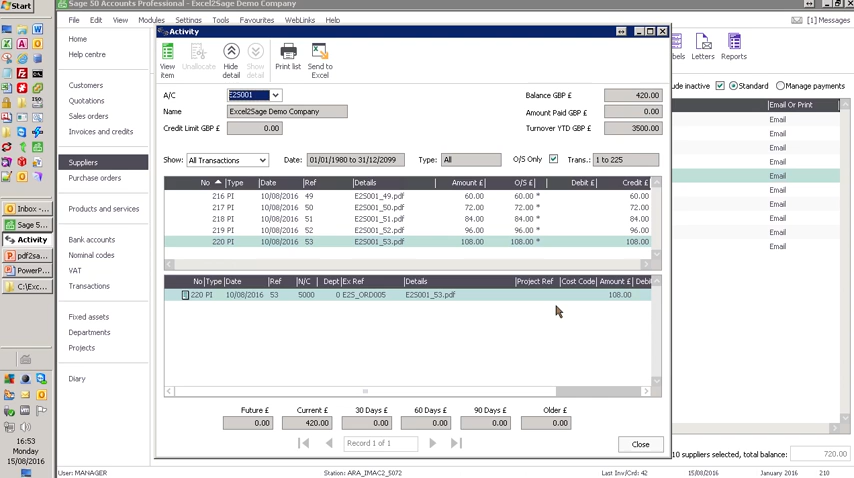 Start
Sage 50 Accounts Professional - Excel2Sage Demo Company
File Edit View Modules Settings Tools Favourites WebLinks Help
[1] Messages
Home
Help centre
Customers
Quotations
Sales orders
Invoices and credits
Suppliers
Purchase orders
Products and services
Bank accounts
Nominal codes
VAT
Transactions
Fixed assets
Departments
Projects
Diary
Inbox -...
Sage 5...
Activity
pdf2sa...
PowerP...
C:\Exc...
16:53
Monday
15/08/2016
Activity
View item
Unallocate
Hide detail
Show detail
Print list
Send to Excel
A/C E2S001
Name Excel2Sage Demo Company
Credit Limit GBP £ 0.00
Balance GBP £ 420.00
Amount Paid GBP £ 0.00
Turnover YTD GBP £ 3500.00
Show: All Transactions Date: 01/01/1980 to 31/12/2099 Type: All O/S Only Trans.: 1 to 225
No Type Date Ref Details Amount £ O/S £ Debit £ Credit £
216 PI 10/08/2016 49 E2S001_49.pdf 60.00 60.00 * 60.00
217 PI 10/08/2016 50 E2S001_50.pdf 72.00 72.00 * 72.00
218 PI 10/08/2016 51 E2S001_51.pdf 84.00 84.00 * 84.00
219 PI 10/08/2016 52 E2S001_52.pdf 96.00 96.00 * 96.00
220 PI 10/08/2016 53 E2S001_53.pdf 108.00 108.00 * 108.00
No Type Date Ref N/C Dept Ex Ref Details Project Ref Cost Code Amount £ Debit
220 PI 10/08/2016 53 5000 0 E2S_ORD005 E2S001_53.pdf 108.00
Future £ Current £ 30 Days £ 60 Days £ 90 Days £ Older £
0.00 420.00 0.00 0.00 0.00 0.00
Record 1 of 1
Close
Letters
Reports
Standard
Manage payments
Email Or Print
Email
Email
Email
Email
Email
Email
Email
Email
Email
Email
suppliers selected, total balance: 720.00
User: MANAGER Station: ARA_IMAC2_5072 Last Inv/Crd: 42 15/08/2016 January 2016 210